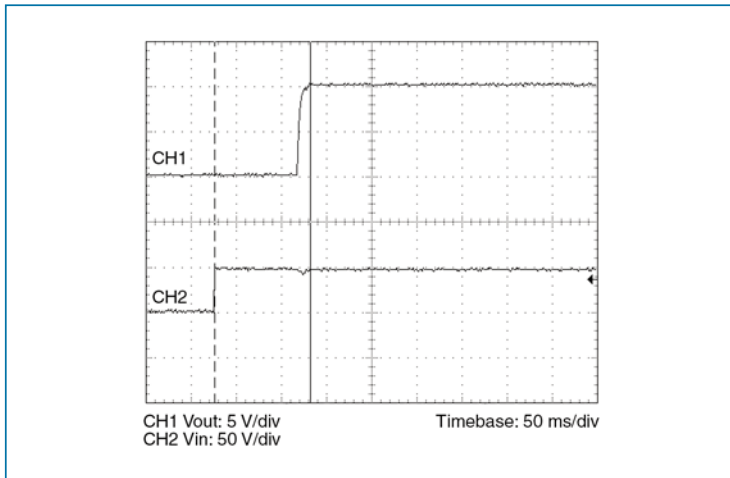 CH1
CH2
CH1 Vout: 5 V/div
CH2 Vin: 50 V/div
Timebase: 50 ms/div